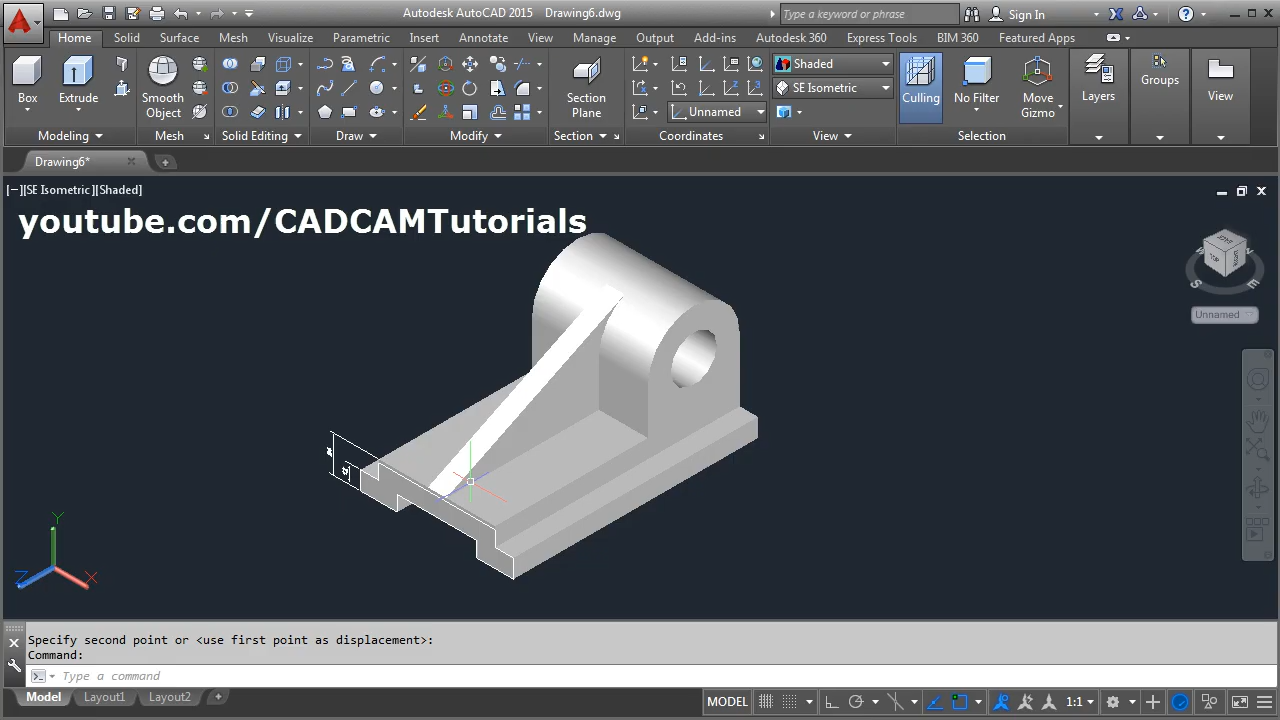 Autodesk AutoCAD 2015 Drawing6.dwg
Type a keyword or phrase
Sign In
Home Solid Surface Mesh Visualize Parametric Insert Annotate View Manage Output Add-ins Autodesk 360 Express Tools BIM 360 Featured Apps
Box
Extrude
Smooth Object
Section Plane
Shaded
SE Isometric
Unnamed
Culling
No Filter
Move Gizmo
Layers
Groups
View
Modeling
Mesh
Solid Editing
Draw
Modify
Section
Coordinates
View
Selection
Drawing6*
[−][SE Isometric][Shaded]
youtube.com/CADCAMTutorials
TOP
W
S
E
Unnamed
Y
Z
X
Specify second point or <use first point as displacement>:
Command:
Type a command
Model Layout1 Layout2
MODEL
1:1